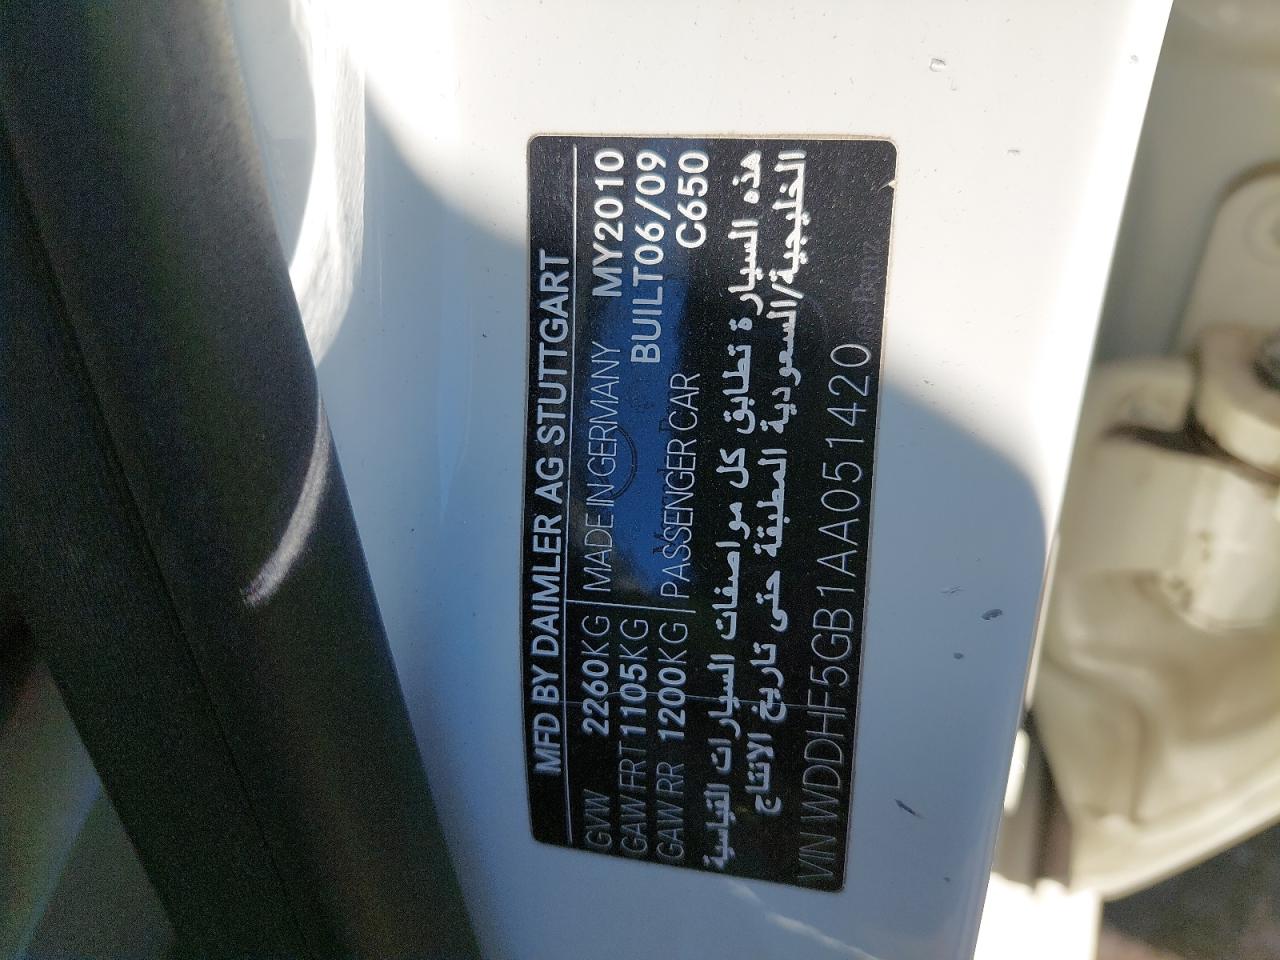 MFD BY DAIMLER AG STUTTGART
GVW 2260KG MADE IN GERMANY MY2010
GAW FRT 1105KG BUILT06/09
GAW RR 1200KG PASSENGER CAR C650
هذه السيارة تطابق كل مواصفات السيارات القياسية
الخليجية/السعودية المطبقة حتى تاريخ الانتاج
VIN WDDHF5GB1AA051420